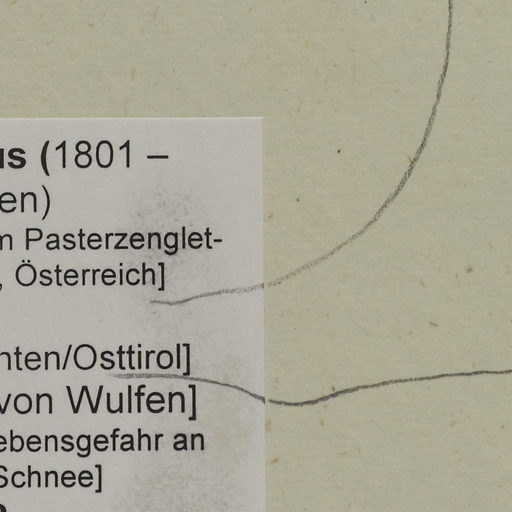 us (1801 –
en)
m Pasterzenglet-
, Österreich]
nten/Osttirol]
von Wulfen]
ebensgefahr an
Schnee]